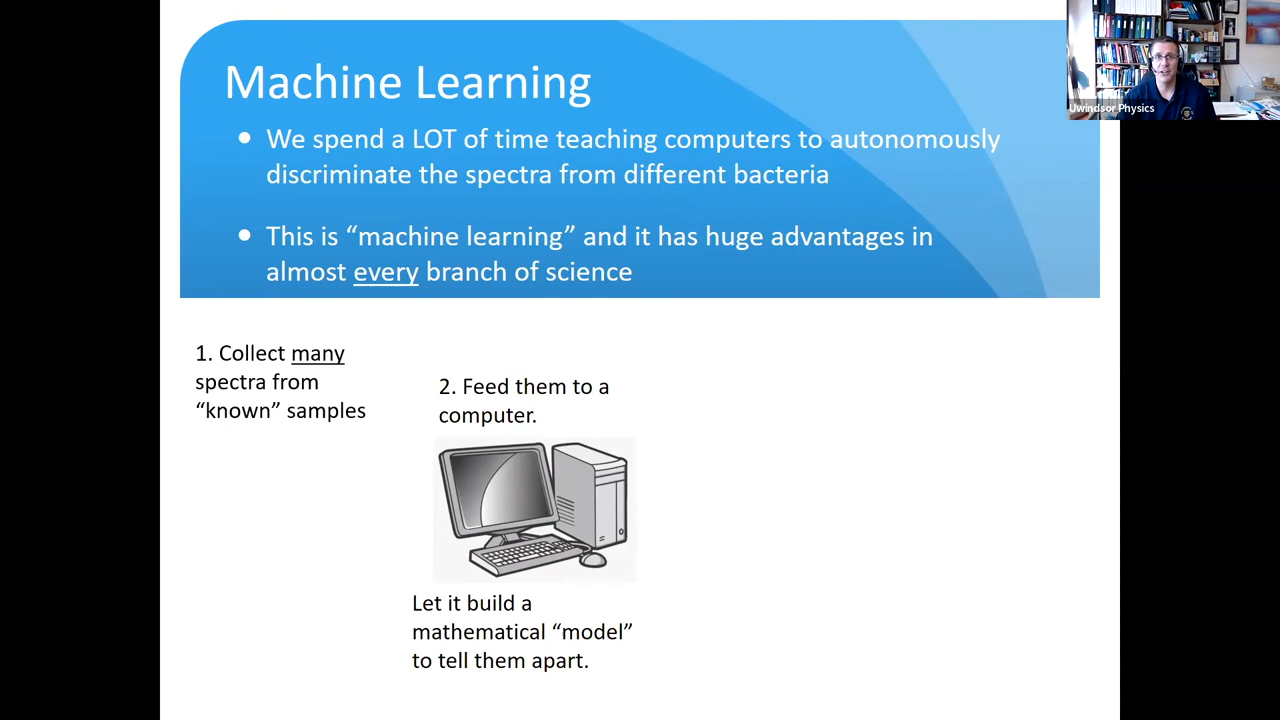 Machine Learning
• We spend a LOT of time teaching computers to autonomously
discriminate the spectra from different bacteria
• This is “machine learning” and it has huge advantages in
almost every branch of science
1. Collect many
spectra from
“known” samples
2. Feed them to a
computer.
Let it build a
mathematical “model”
to tell them apart.
Uwindsor Physics